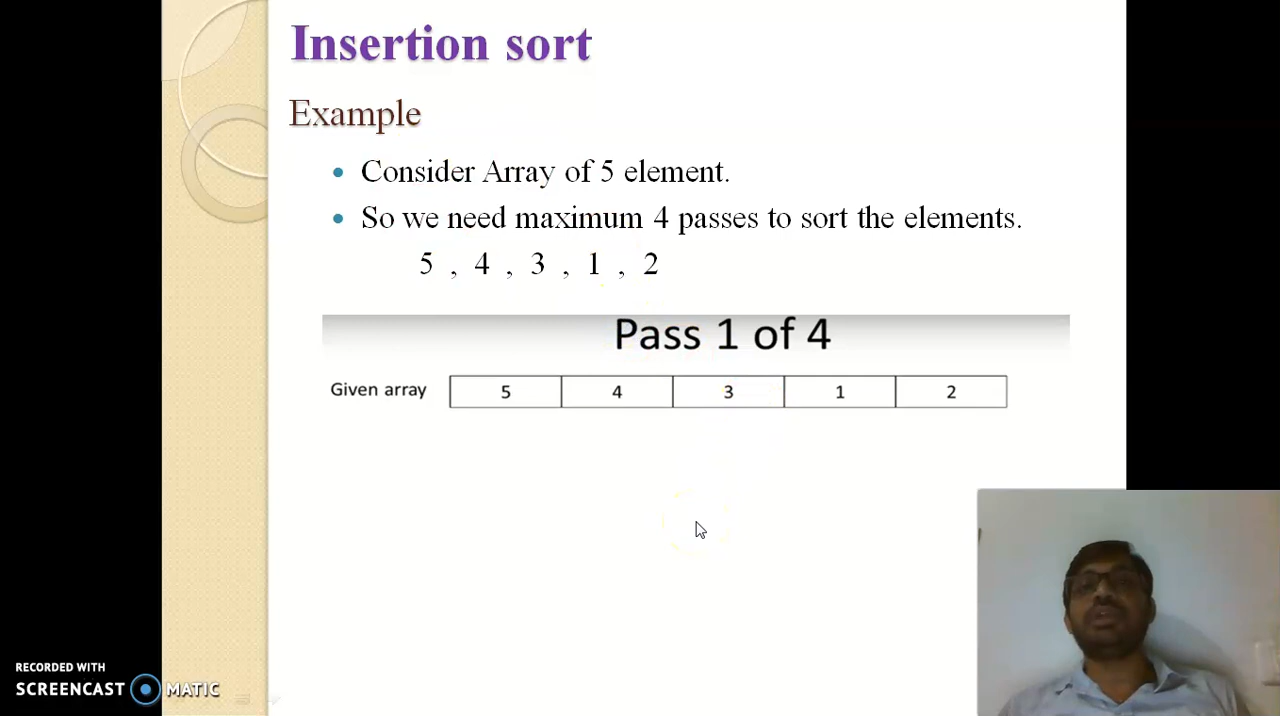 Insertion sort
Example
• Consider Array of 5 element.
• So we need maximum 4 passes to sort the elements.
5 , 4 , 3 , 1 , 2
Pass 1 of 4
Given array 5 4 3 1 2
RECORDED WITH
SCREENCAST MATIC